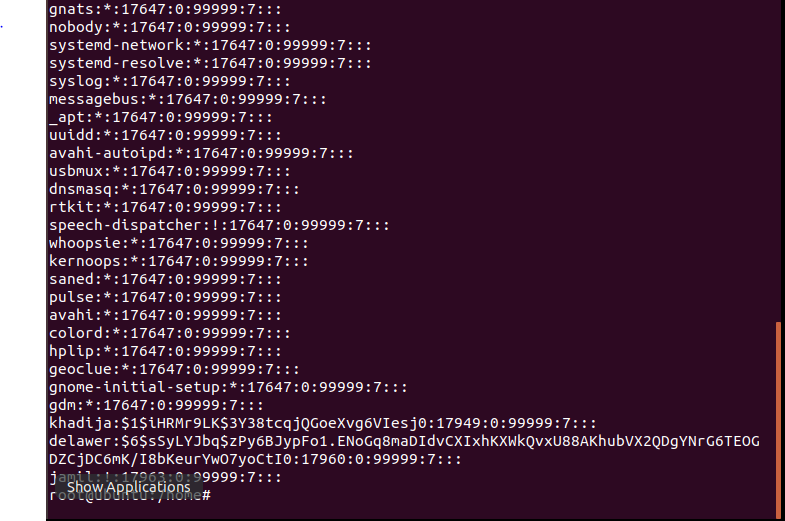 gnats:*:17647:0:99999:7:::
nobody:*:17647:0:99999:7:::
systemd-network:*:17647:0:99999:7:::
systemd-resolve:*:17647:0:99999:7:::
syslog:*:17647:0:99999:7:::
messagebus:*:17647:0:99999:7:::
_apt:*:17647:0:99999:7:::
uuidd:*:17647:0:99999:7:::
avahi-autoipd:*:17647:0:99999:7:::
usbmux:*:17647:0:99999:7:::
dnsmasq:*:17647:0:99999:7:::
rtkit:*:17647:0:99999:7:::
speech-dispatcher:!:17647:0:99999:7:::
whoopsie:*:17647:0:99999:7:::
kernoops:*:17647:0:99999:7:::
saned:*:17647:0:99999:7:::
pulse:*:17647:0:99999:7:::
avahi:*:17647:0:99999:7:::
colord:*:17647:0:99999:7:::
hplip:*:17647:0:99999:7:::
geoclue:*:17647:0:99999:7:::
gnome-initial-setup:*:17647:0:99999:7:::
gdm:*:17647:0:99999:7:::
khadija:$1$iHRMr9LK$3Y38tcqjQGoeXvg6VIesj0:17949:0:99999:7:::
delawer:$6$sSyLYJbq$zPy6BJypFo1.ENoGq8maDIdvCXIxhKXWkQvxU88AKhubVX2QDgYNrG6TEOG
DZCjDC6mK/I8bKeurYwO7yoCtI0:17960:0:99999:7:::
jamil:!:17963:0:99999:7:::
Show Applications
root@ubuntu:/home#